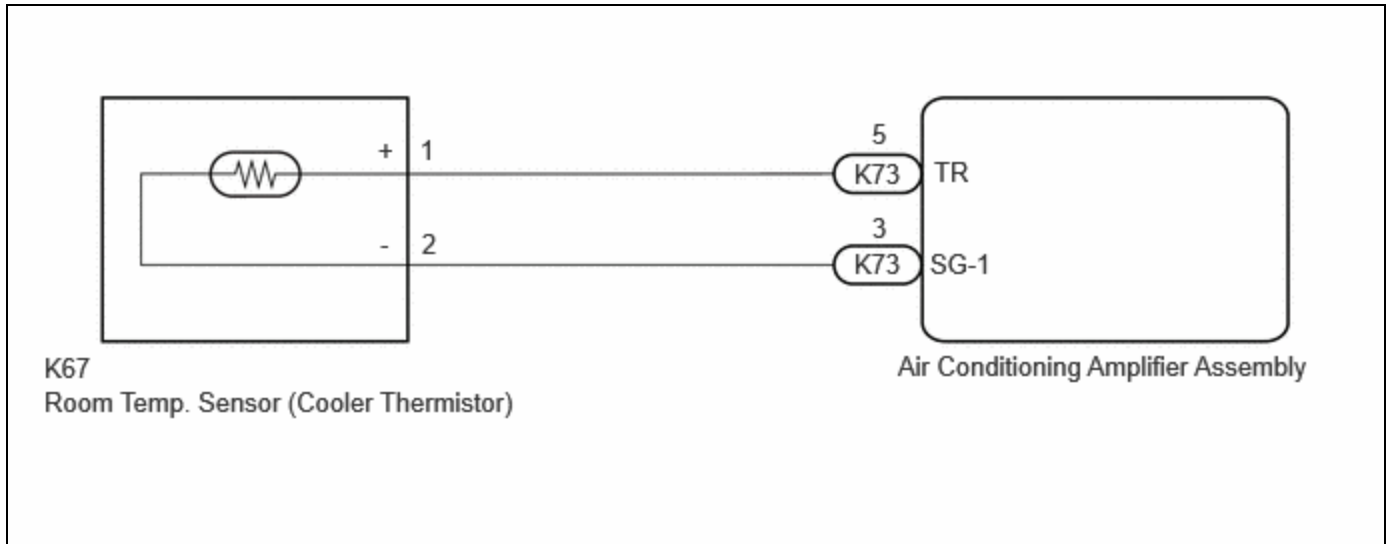 5
+ 1
K73 TR
3
- 2
K73 SG-1
K67
Room Temp. Sensor (Cooler Thermistor)
Air Conditioning Amplifier Assembly